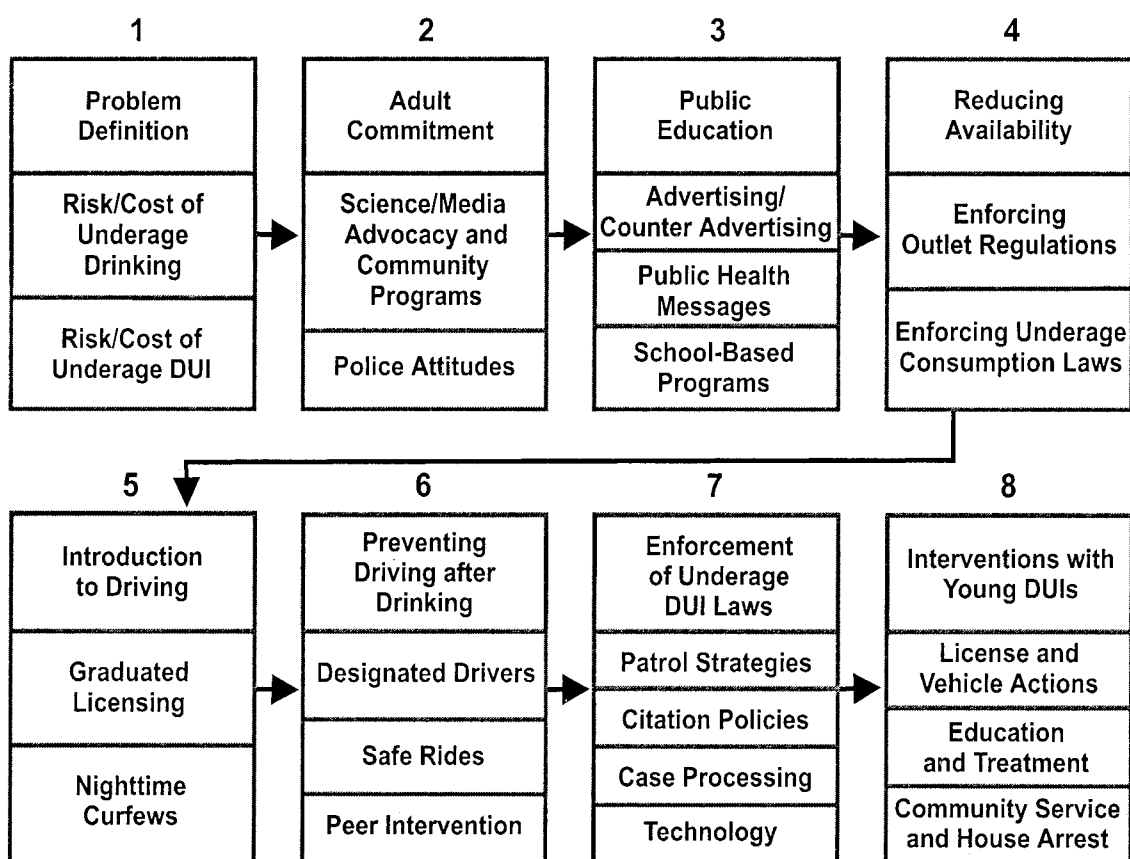 1
Problem
Definition
Risk/Cost of
Underage
Drinking
Risk/Cost of
Underage DUI
2
Adult
Commitment
Science/Media
Advocacy and
Community
Programs
Police Attitudes
3
Public
Education
Advertising/
Counter Advertising
Public Health
Messages
School-Based
Programs
4
Reducing
Availability
Enforcing
Outlet Regulations
Enforcing Underage
Consumption Laws
5
Introduction
to Driving
Graduated
Licensing
Nighttime
Curfews
6
Preventing
Driving after
Drinking
Designated Drivers
Safe Rides
Peer Intervention
7
Enforcement
of Underage
DUI Laws
Patrol Strategies
Citation Policies
Case Processing
Technology
8
Interventions with
Young DUIs
License and
Vehicle Actions
Education
and Treatment
Community Service
and House Arrest